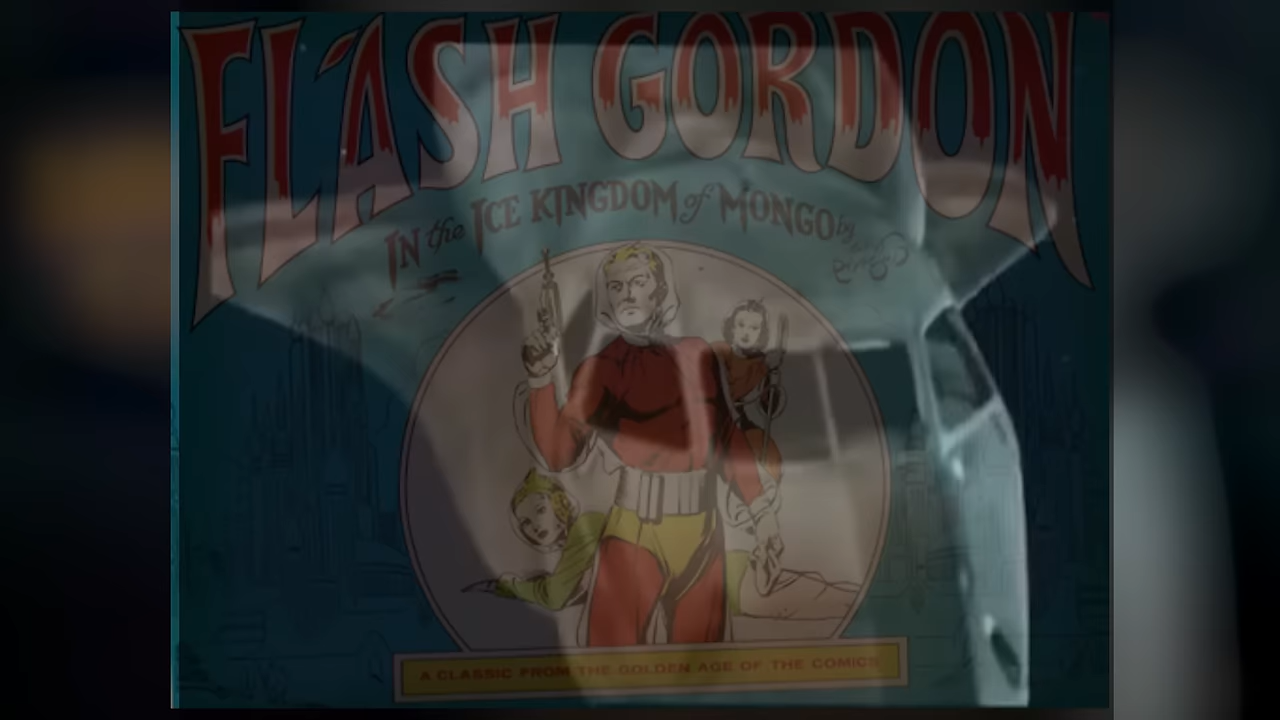 FLASH GORDON
IN the ICE KINGDOM of MONGO by
A CLASSIC FROM THE GOLDEN AGE OF THE COMICS